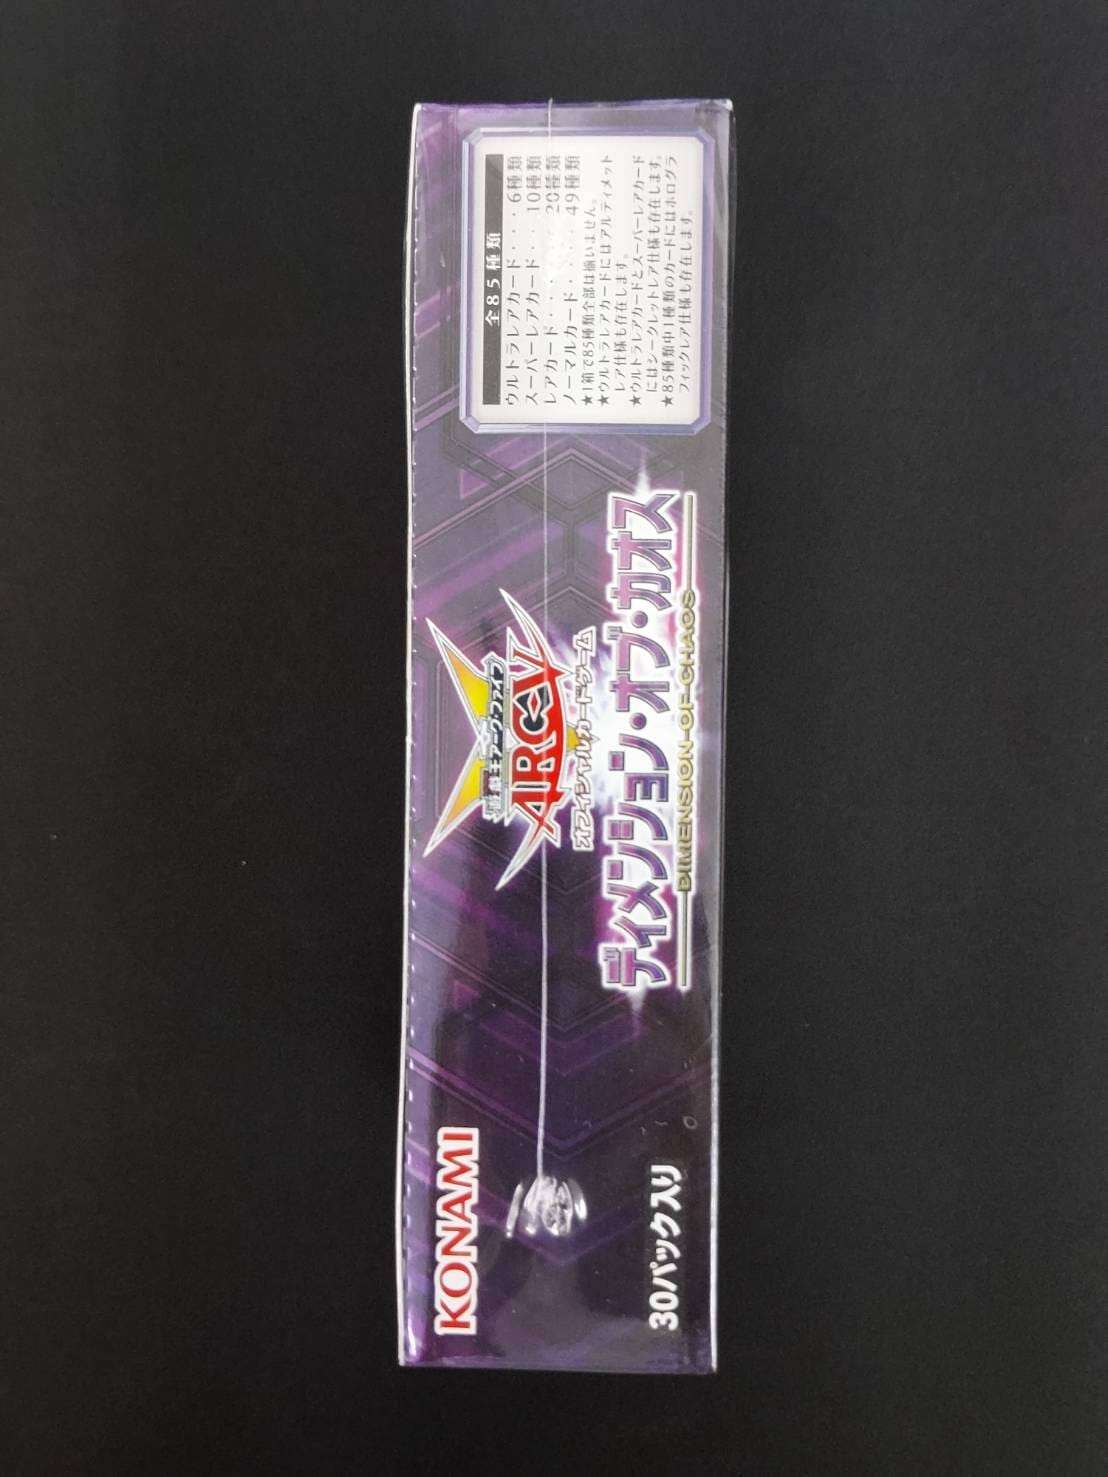 KONAMI
30パック入り
遊戯王アーク・ファイブ
ARC-V
オフィシャルカードゲーム
ディメンション・オブ・カオス
DIMENSION OF CHAOS
全85種類
ウルトラレアカード・・6種類
スーパーレアカード・・・10種類
レアカード・・・・20種類
ノーマルカード・・・・49種類
★1箱で85種類全部は揃いません。
★ウルトラレアカードにはアルティメット
レア仕様も存在します。
★ウルトラレアカードとスーパーレアカード
にはシークレットレア仕様も存在します。
★85種類中1種類のカードにはホログラ
フィックレア仕様も存在します。